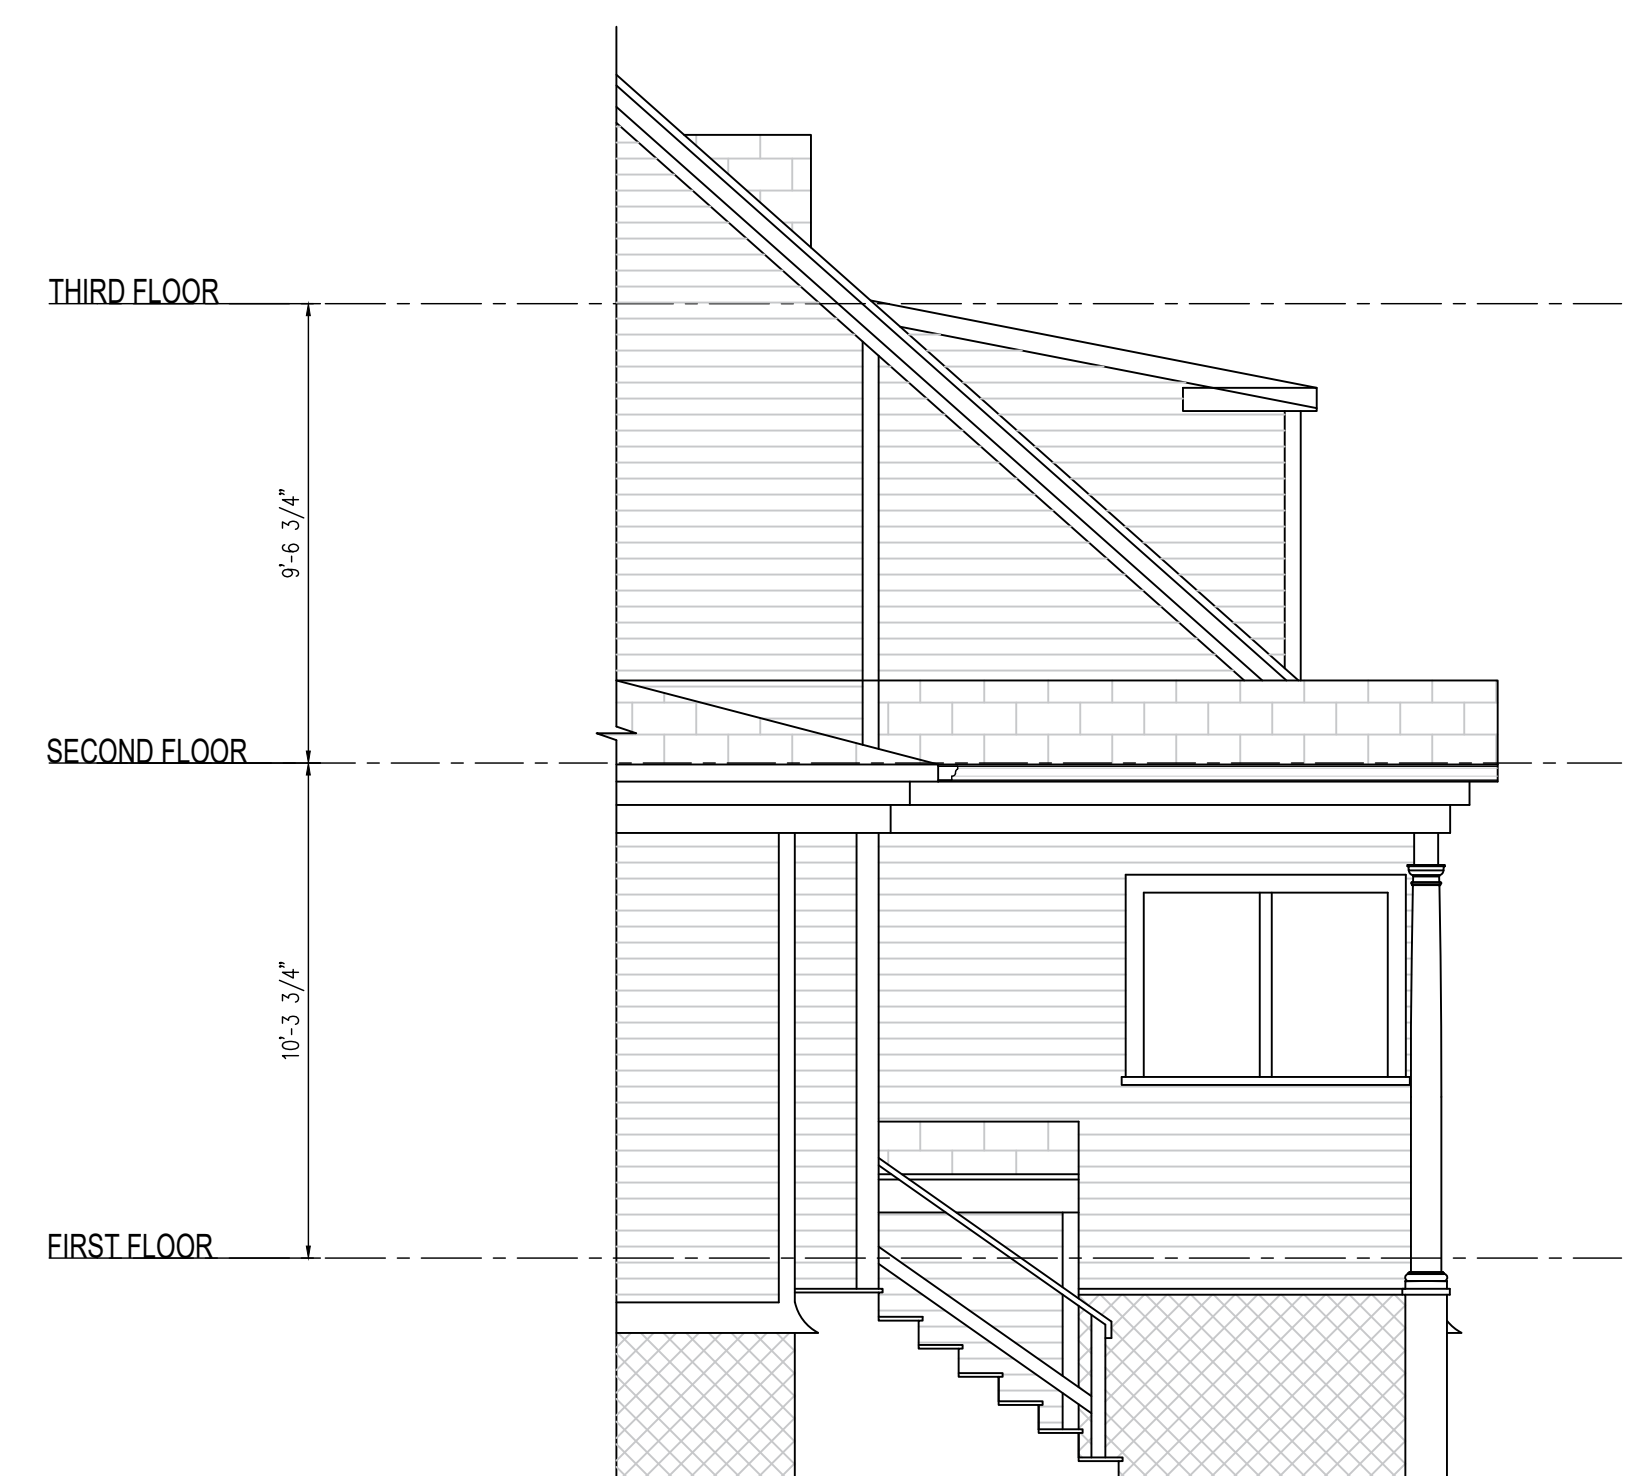 THIRD FLOOR
9'-6 3/4"
SECOND FLOOR
10'-3 3/4"
FIRST FLOOR